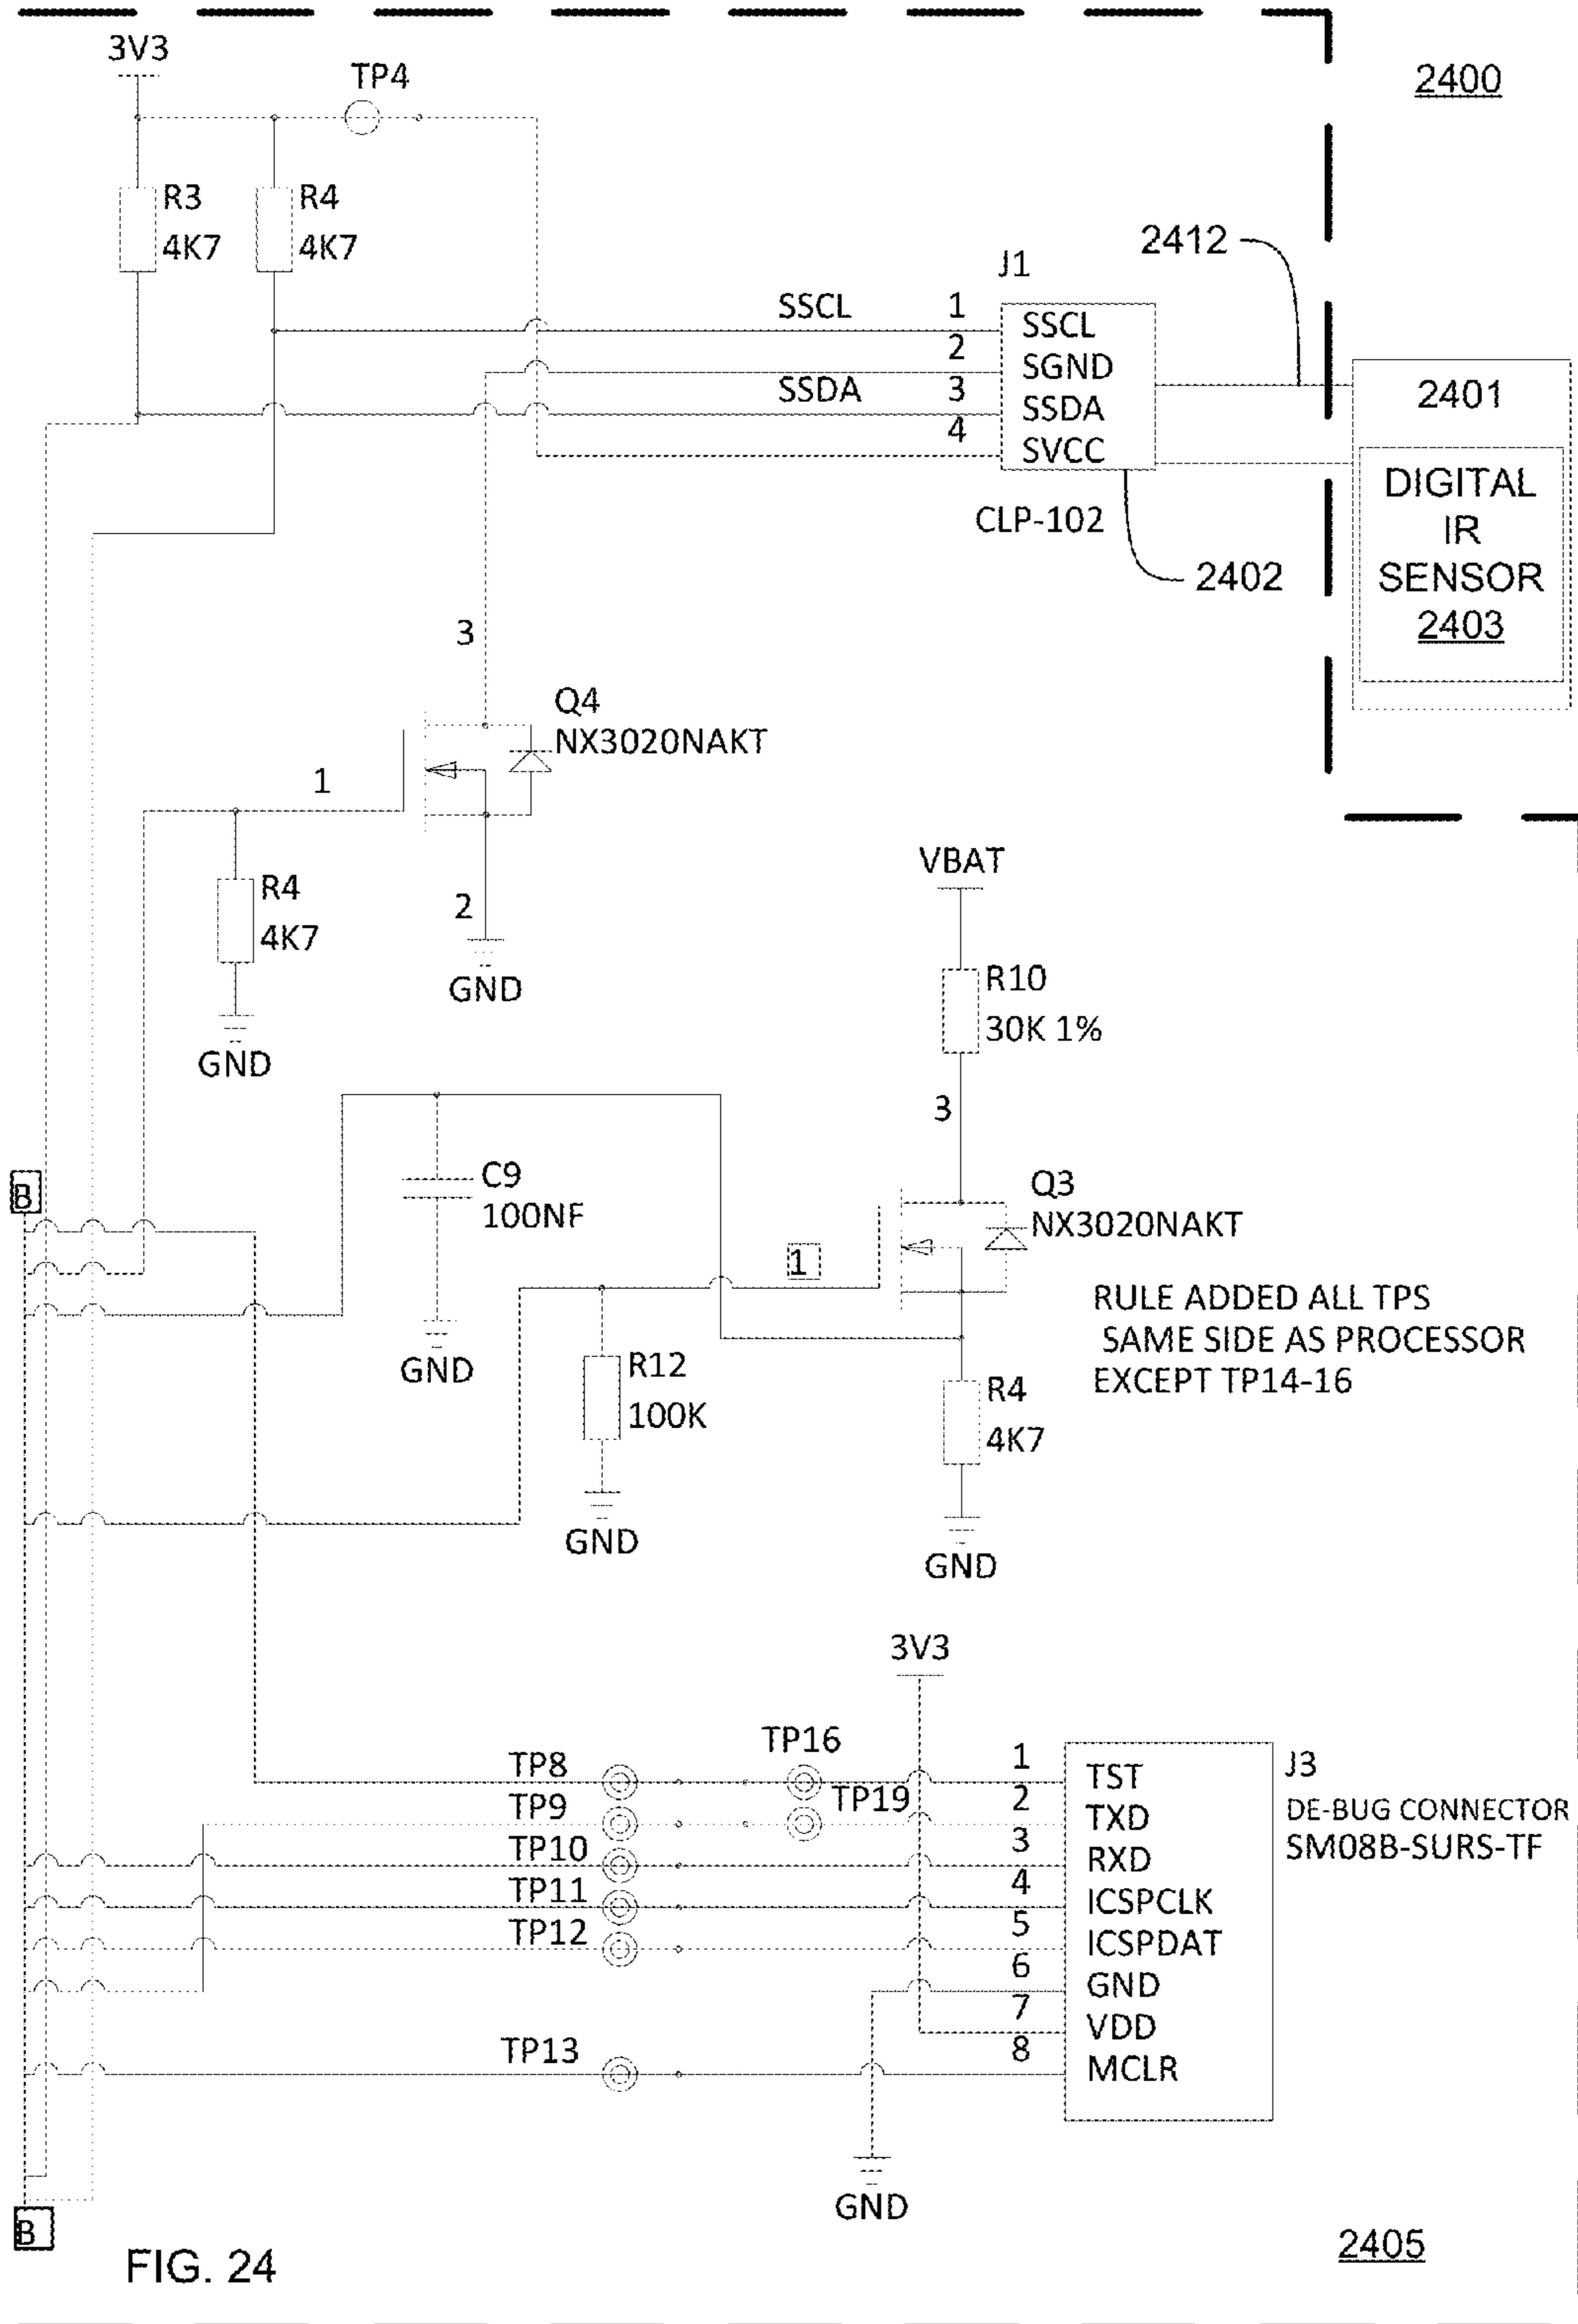 3V3
TP4
2400
R3
4K7
R4
4K7
2412
J1
SSCL
1
SSCL
2
SGND
SSDA
3
SSDA
4
SVCC
2401
DIGITAL
IR
SENSOR
2403
CLP-102
2402
3
Q4
NX3020NAKT
1
R4
4K7
2
GND
GND
VBAT
R10
30K 1%
3
B
C9
100NF
GND
Q3
NX3020NAKT
1
RULE ADDED ALL TPS
SAME SIDE AS PROCESSOR
EXCEPT TP14-16
R12
100K
GND
R4
4K7
GND
3V3
TP8
TP16
1
TST
J3
TP9
TP19
2
TXD
DE-BUG CONNECTOR
SM08B-SURS-TF
TP10
3
RXD
TP11
4
ICSPCLK
TP12
5
ICSPDAT
6
GND
7
VDD
TP13
8
MCLR
GND
B
FIG. 24
2405